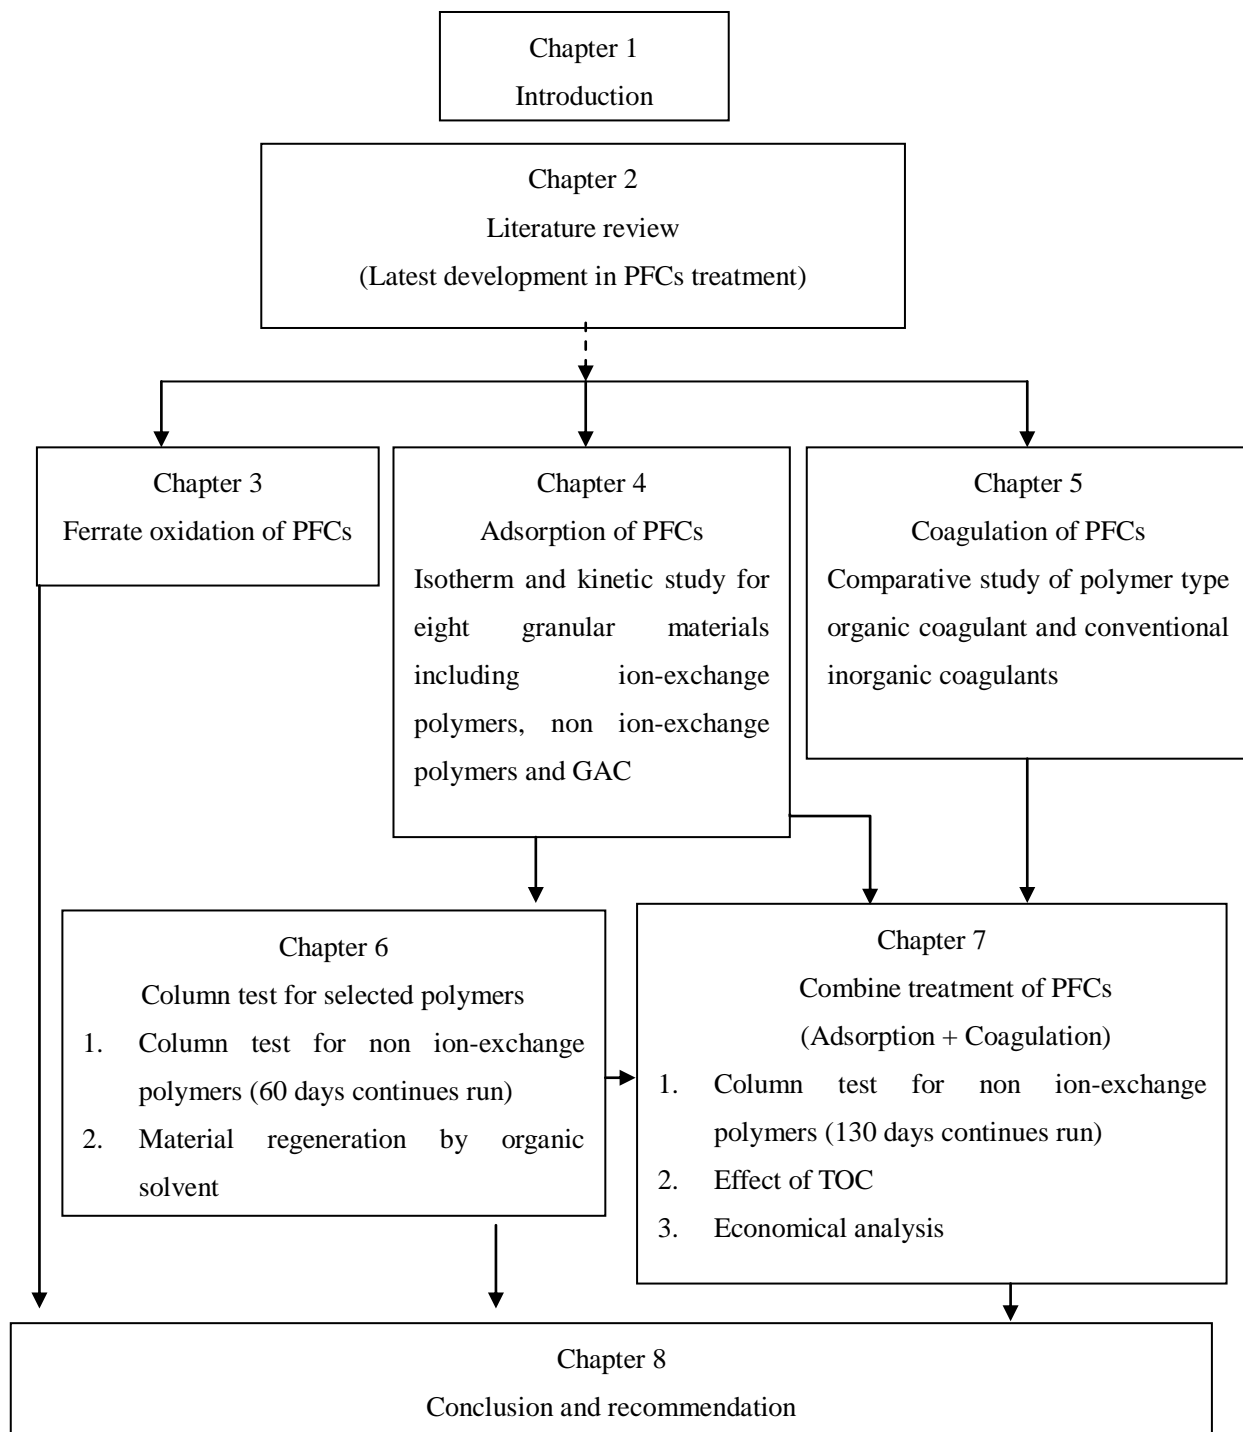 Chapter 1
Introduction
Chapter 2
Literature review
(Latest development in PFCs treatment)
Chapter 3
Ferrate oxidation of PFCs
Chapter 4
Adsorption of PFCs
Isotherm and kinetic study for
eight granular materials
including ion-exchange
polymers, non ion-exchange
polymers and GAC
Chapter 5
Coagulation of PFCs
Comparative study of polymer type
organic coagulant and conventional
inorganic coagulants
Chapter 6
Column test for selected polymers
1. Column test for non ion-exchange
polymers (60 days continues run)
2. Material regeneration by organic
solvent
Chapter 7
Combine treatment of PFCs
(Adsorption + Coagulation)
1. Column test for non ion-exchange
polymers (130 days continues run)
2. Effect of TOC
3. Economical analysis
Chapter 8
Conclusion and recommendation